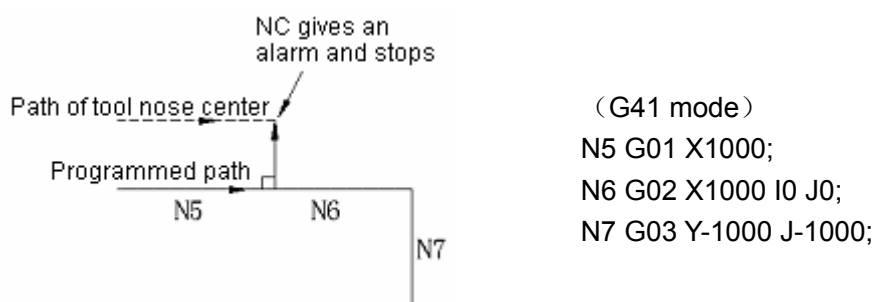 NC gives an
alarm and stops
Path of tool nose center
Programmed path
N5
N6
N7
（G41 mode）
N5 G01 X1000;
N6 G02 X1000 I0 J0;
N7 G03 Y-1000 J-1000;